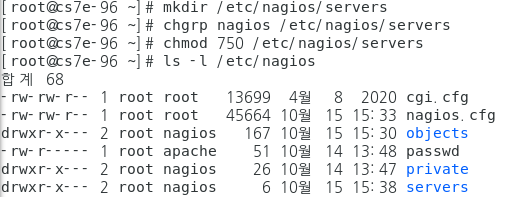 [root@cs7e-96 ~]# mkdir /etc/nagios/servers
[root@cs7e-96 ~]# chgrp nagios /etc/nagios/servers
[root@cs7e-96 ~]# chmod 750 /etc/nagios/servers
[root@cs7e-96 ~]# ls -l /etc/nagios
합계 68
-rw-rw-r-- 1 root root 13699 4월 8 2020 cgi.cfg
-rw-rw-r-- 1 root root 45664 10월 15 15:33 nagios.cfg
drwxr-x--- 2 root nagios 167 10월 15 15:30 objects
-rw-r----- 1 root apache 51 10월 14 13:48 passwd
drwxr-x--- 2 root nagios 26 10월 14 13:47 private
drwxr-x--- 2 root nagios 6 10월 15 15:38 servers